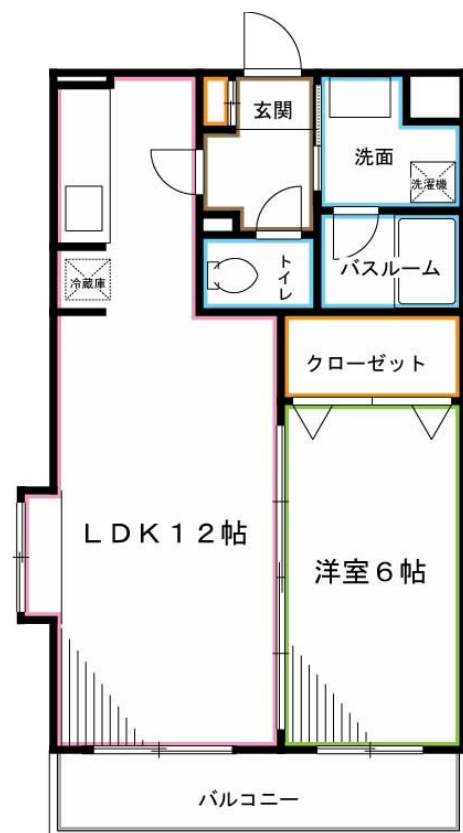 玄関
洗面
洗濯機
トイレ
バスルーム
冷蔵庫
クローゼット
LDK12帖
洋室6帖
バルコニー